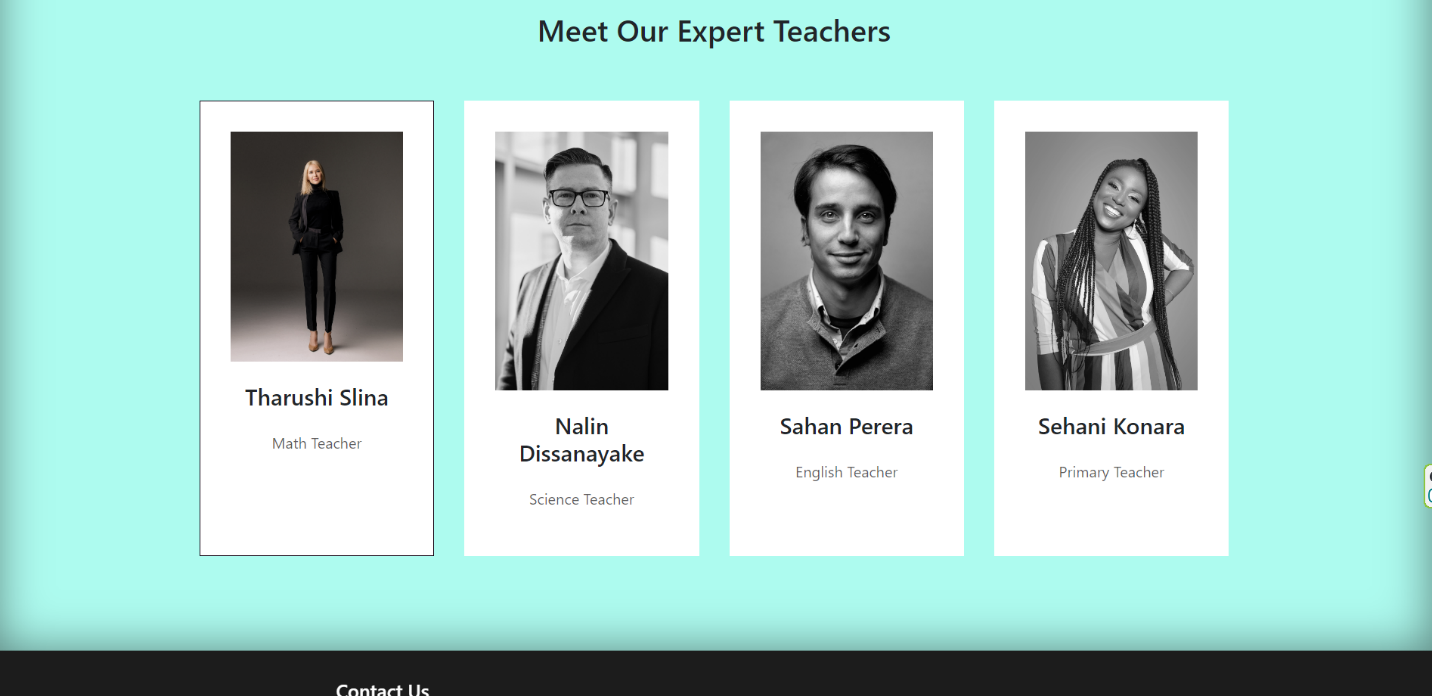 Meet Our Expert Teachers
Tharushi Slina
Math Teacher
Nalin
Dissanayake
Science Teacher
Sahan Perera
English Teacher
Sehani Konara
Primary Teacher
Contact Us